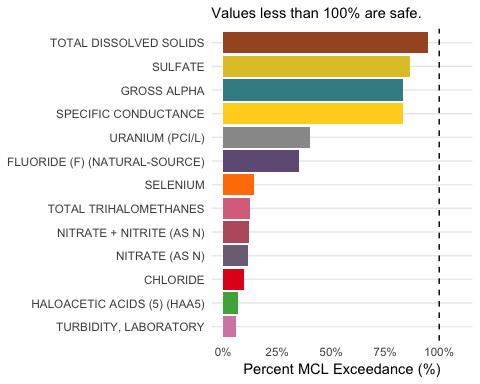 Values less than 100% are safe.
TOTAL DISSOLVED SOLIDS
SULFATE
GROSS ALPHA
SPECIFIC CONDUCTANCE
URANIUM (PCI/L)
FLUORIDE (F) (NATURAL-SOURCE)
SELENIUM
TOTAL TRIHALOMETHANES
NITRATE + NITRITE (AS N)
NITRATE (AS N)
CHLORIDE
HALOACETIC ACIDS (5) (HAA5)
TURBIDITY, LABORATORY
0% 25% 50% 75% 100%
Percent MCL Exceedance (%)